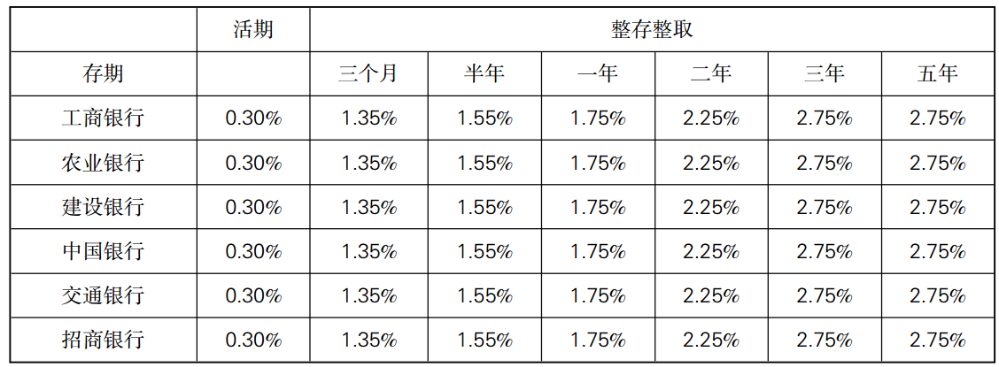 活期 整存整取
存期 三个月 半年 一年 二年 三年 五年
工商银行 0.30% 1.35% 1.55% 1.75% 2.25% 2.75% 2.75%
农业银行 0.30% 1.35% 1.55% 1.75% 2.25% 2.75% 2.75%
建设银行 0.30% 1.35% 1.55% 1.75% 2.25% 2.75% 2.75%
中国银行 0.30% 1.35% 1.55% 1.75% 2.25% 2.75% 2.75%
交通银行 0.30% 1.35% 1.55% 1.75% 2.25% 2.75% 2.75%
招商银行 0.30% 1.35% 1.55% 1.75% 2.25% 2.75% 2.75%